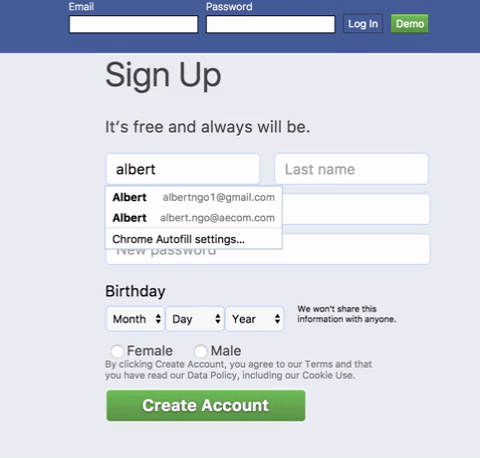 Email Password
Log In Demo
Sign Up
It's free and always will be.
albert Last name
Albert albertngo1@gmail.com
Albert albert.ngo@aecom.com
Chrome Autofill settings...
New password
Birthday
Month Day Year We won't share this
information with anyone.
Female Male
By clicking Create Account, you agree to our Terms and that
you have read our Data Policy, including our Cookie Use.
Create Account